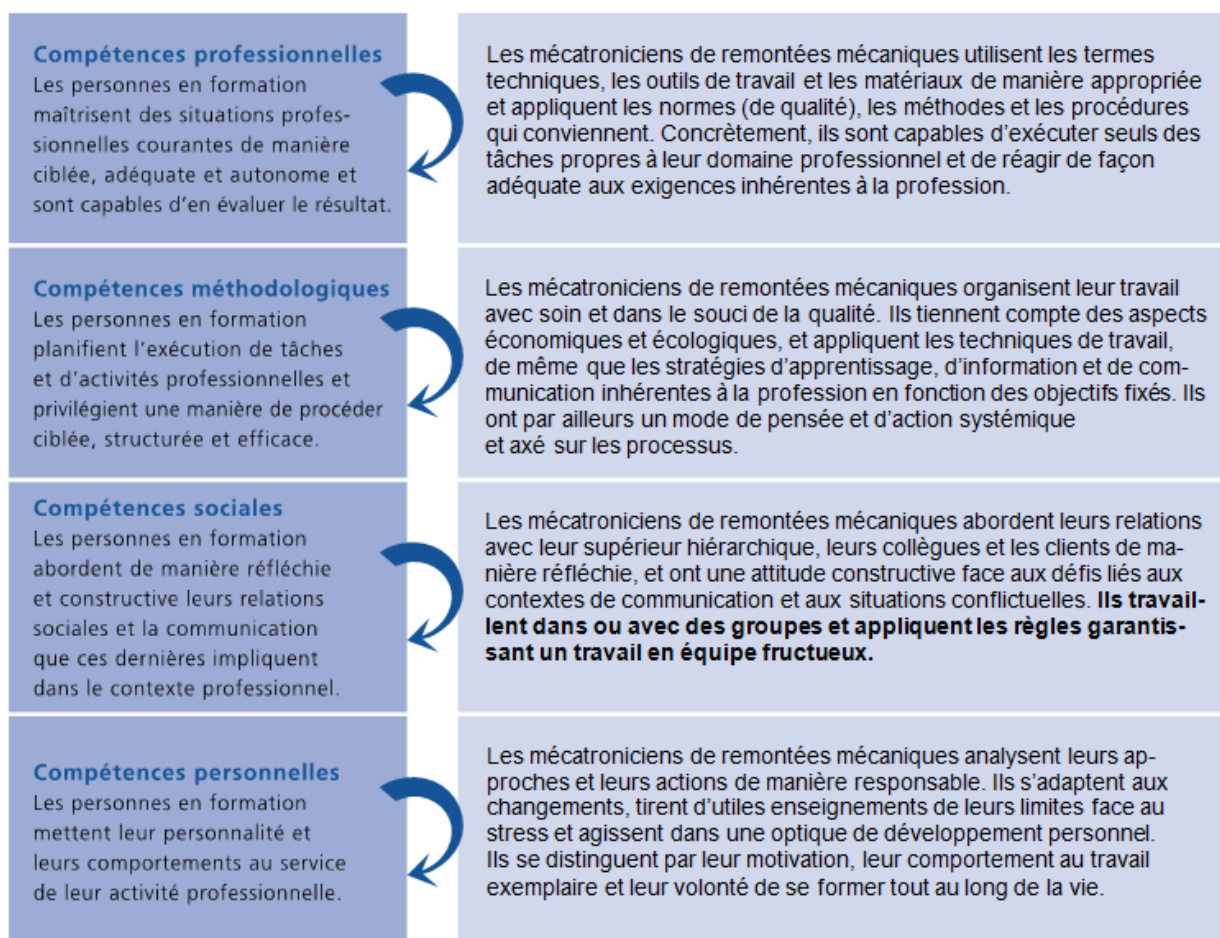 Compétences professionnelles
Les personnes en formation
maîtrisent des situations profes-
sionnelles courantes de manière
ciblée, adéquate et autonome et
sont capables d'en évaluer le résultat.
Les mécatroniciens de remontées mécaniques utilisent les termes
techniques, les outils de travail et les matériaux de manière appropriée
et appliquent les normes (de qualité), les méthodes et les procédures
qui conviennent. Concrètement, ils sont capables d'exécuter seuls des
tâches propres à leur domaine professionnel et de réagir de façon
adéquate aux exigences inhérentes à la profession.
Compétences méthodologiques
Les personnes en formation
planifient l'exécution de tâches
et d'activités professionnelles et
privilégient une manière de procéder
ciblée, structurée et efficace.
Les mécatroniciens de remontées mécaniques organisent leur travail
avec soin et dans le souci de la qualité. Ils tiennent compte des aspects
économiques et écologiques, et appliquent les techniques de travail,
de même que les stratégies d'apprentissage, d'information et de com-
munication inhérentes à la profession en fonction des objectifs fixés. Ils
ont par ailleurs un mode de pensée et d'action systémique
et axé sur les processus.
Compétences sociales
Les personnes en formation
abordent de manière réfléchie
et constructive leurs relations
sociales et la communication
que ces dernières impliquent
dans le contexte professionnel.
Les mécatroniciens de remontées mécaniques abordent leurs relations
avec leur supérieur hiérarchique, leurs collègues et les clients de ma-
nière réfléchie, et ont une attitude constructive face aux défis liés aux
contextes de communication et aux situations conflictuelles. Ils travail-
lent dans ou avec des groupes et appliquent les règles garantis-
sant un travail en équipe fructueux.
Compétences personnelles
Les personnes en formation
mettent leur personnalité et
leurs comportements au service
de leur activité professionnelle.
Les mécatroniciens de remontées mécaniques analysent leurs ap-
proches et leurs actions de manière responsable. Ils s'adaptent aux
changements, tirent d'utiles enseignements de leurs limites face au
stress et agissent dans une optique de développement personnel.
Ils se distinguent par leur motivation, leur comportement au travail
exemplaire et leur volonté de se former tout au long de la vie.